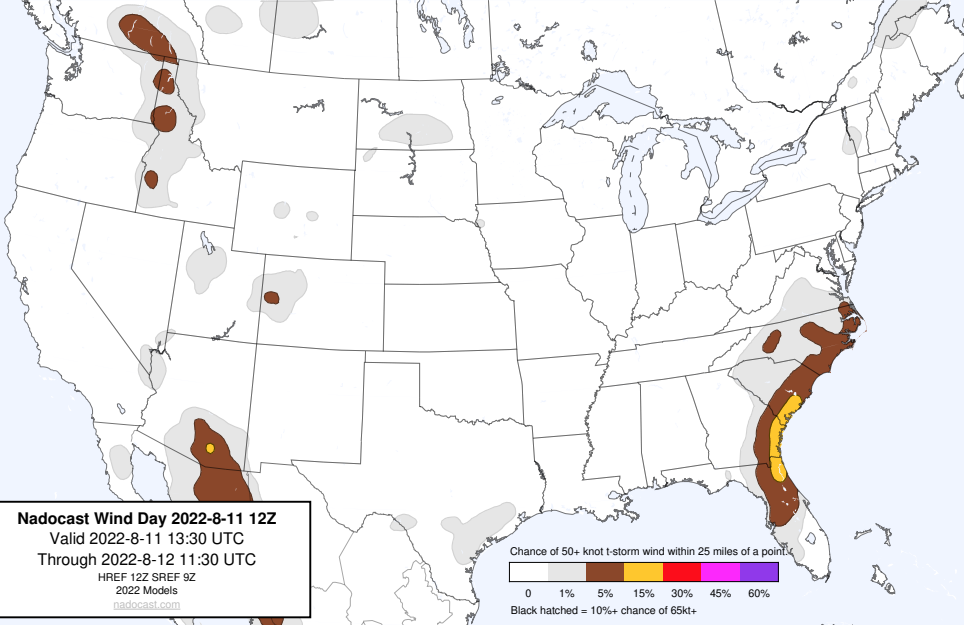 Nadocast Wind Day 2022-8-11 12Z
Valid 2022-8-11 13:30 UTC
Through 2022-8-12 11:30 UTC
HREF 12Z SREF 9Z
2022 Models
nadocast.com
Chance of 50+ knot t-storm wind within 25 miles of a point.
0 1% 5% 15% 30% 45% 60%
Black hatched = 10%+ chance of 65kt+